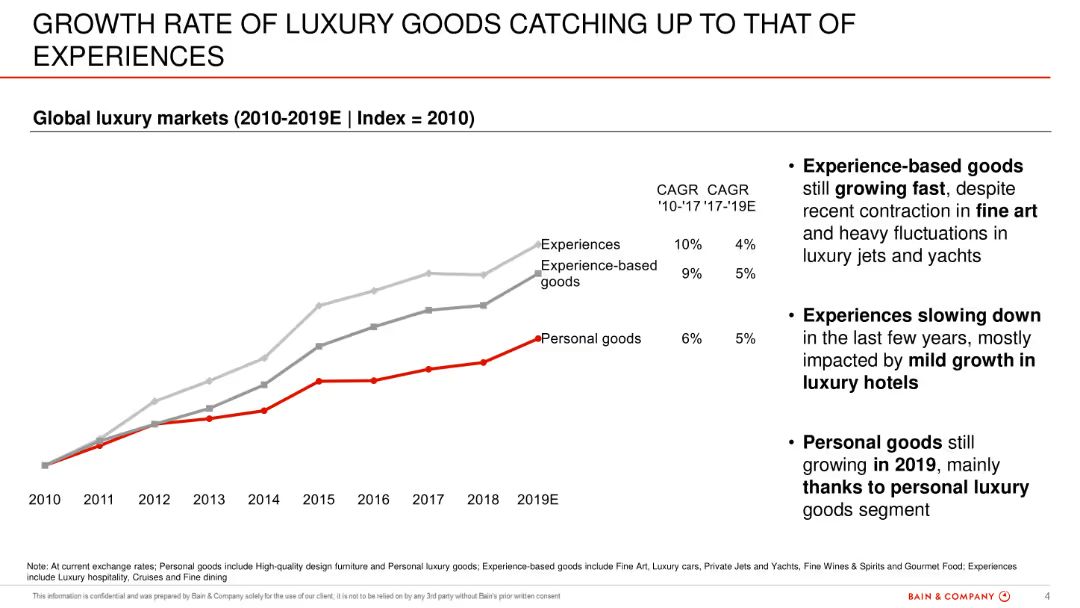 GROWTH RATE OF LUXURY GOODS CATCHING UP TO THAT OF
EXPERIENCES
Global luxury markets (2010-2019E | Index = 2010)
CAGR CAGR
'10-'17 '17-'19E
Experiences 10% 4%
Experience-based
goods 9% 5%
Personal goods 6% 5%
2010 2011 2012 2013 2014 2015 2016 2017 2018 2019E
• Experience-based goods
still growing fast, despite
recent contraction in fine art
and heavy fluctuations in
luxury jets and yachts
• Experiences slowing down
in the last few years, mostly
impacted by mild growth in
luxury hotels
• Personal goods still
growing in 2019, mainly
thanks to personal luxury
goods segment
Note: At current exchange rates; Personal goods include High-quality design furniture and Personal luxury goods; Experience-based goods include Fine Art, Luxury cars, Private Jets and Yachts, Fine Wines & Spirits and Gourmet Food; Experiences
include Luxury hospitality, Cruises and Fine dining
This information is confidential and was prepared by Bain & Company solely for the use of our client; it is not to be relied on by any 3rd party without Bain's prior written consent
BAIN & COMPANY
4